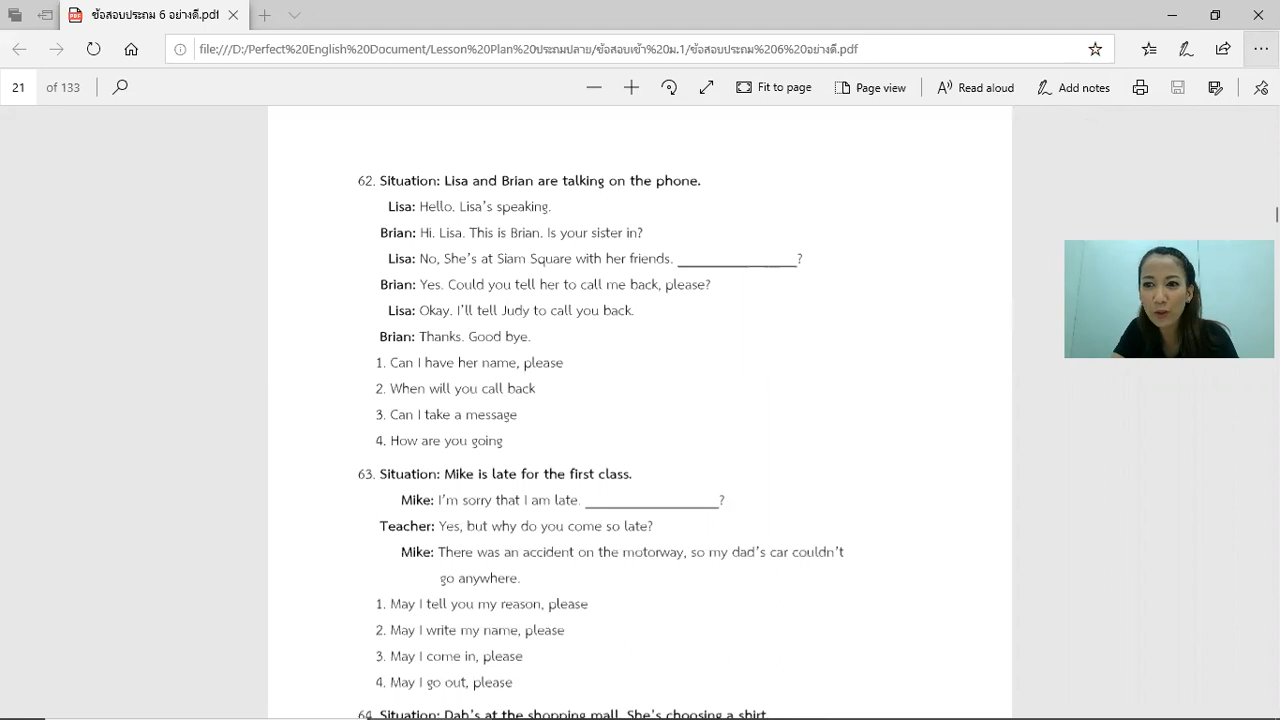 ข้อสอบประถม 6 อย่างดี.pdf
file:///D:/Perfect%20English%20Document/Lesson%20Plan%20ประถมปลาย/ข้อสอบเข้า%20ม.1/ข้อสอบประถม%206%20อย่างดี.pdf
21 of 133
Fit to page
Page view
Read aloud
Add notes
62. Situation: Lisa and Brian are talking on the phone.
Lisa: Hello. Lisa's speaking.
Brian: Hi. Lisa. This is Brian. Is your sister in?
Lisa: No, She's at Siam Square with her friends. ______________?
Brian: Yes. Could you tell her to call me back, please?
Lisa: Okay. I'll tell Judy to call you back.
Brian: Thanks. Good bye.
1. Can I have her name, please
2. When will you call back
3. Can I take a message
4. How are you going
63. Situation: Mike is late for the first class.
Mike: I'm sorry that I am late. ________________?
Teacher: Yes, but why do you come so late?
Mike: There was an accident on the motorway, so my dad's car couldn't
go anywhere.
1. May I tell you my reason, please
2. May I write my name, please
3. May I come in, please
4. May I go out, please
64. Situation: Dah's at the shopping mall. She's choosing a shirt